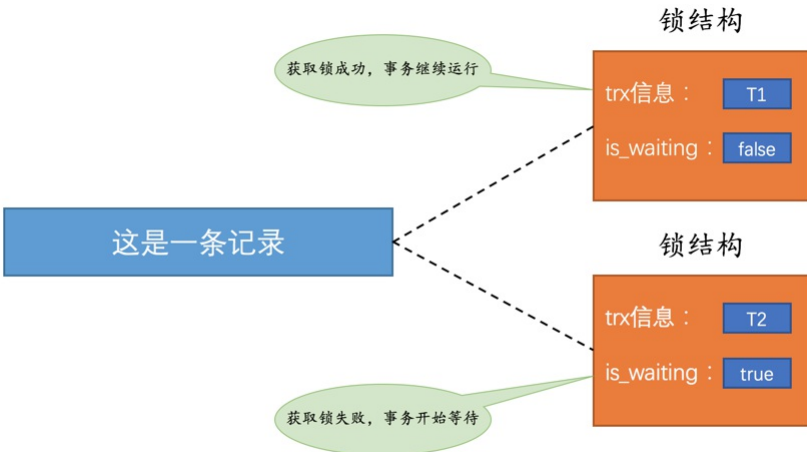 锁结构
获取锁成功，事务继续运行
trx信息： T1
is_waiting： false
这是一条记录
锁结构
trx信息： T2
is_waiting： true
获取锁失败，事务开始等待